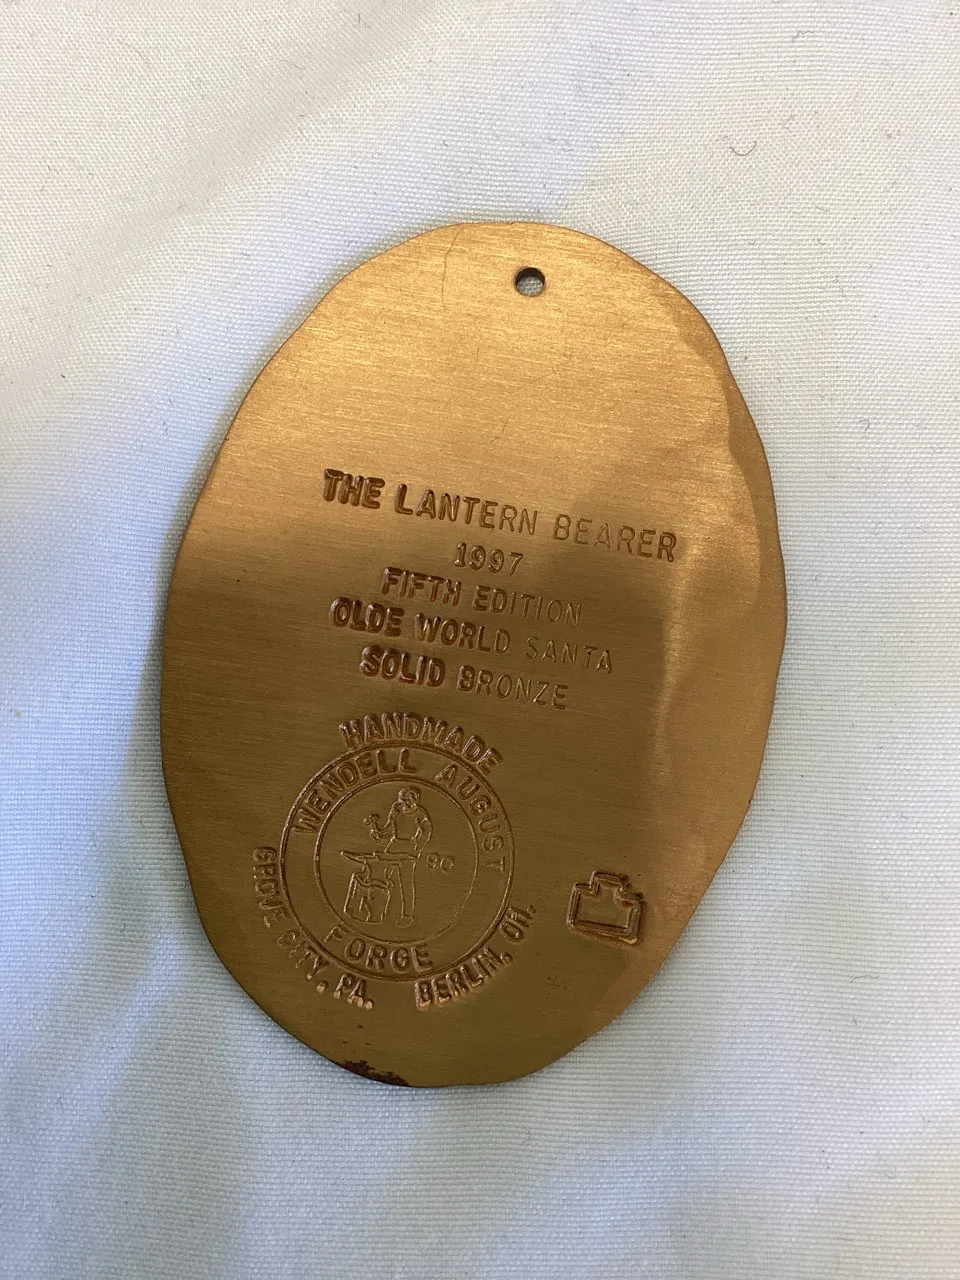 THE LANTERN BEARER
1997
FIFTH EDITION
OLDE WORLD SANTA
SOLID BRONZE
HANDMADE
WENDELL AUGUST
FORGE
GROVE CITY, PA. BERLIN, OH.